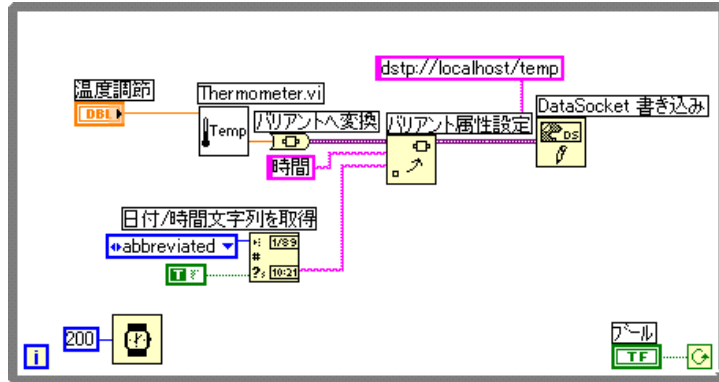 dstp://localhost/temp
温度調節
Thermometer.vi
DataSocket 書き込み
DBL
Temp
バリアントへ変換
バリアント属性設定
DS
時間
日付/時間文字列を取得
abbreviated
1/89
#
T F
?s 10:21
200
ブール
i
TF